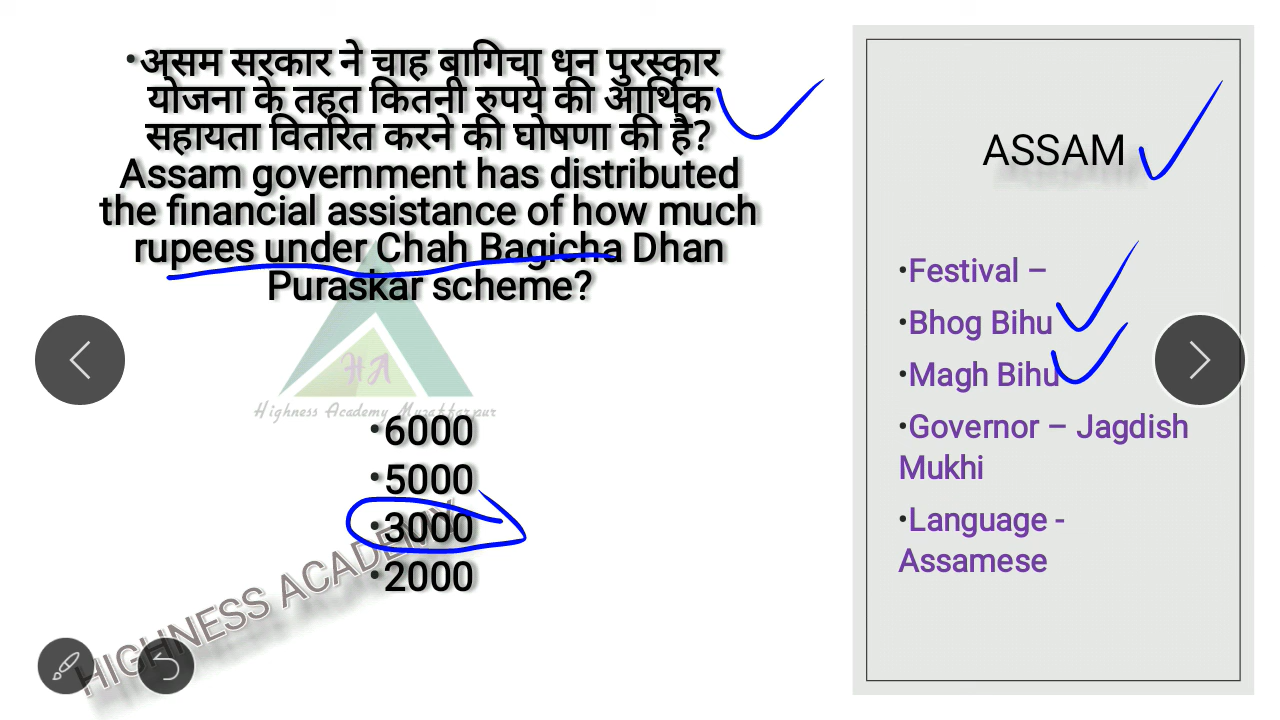 •असम सरकार ने चाह बागिचा धन पुरस्कार
योजना के तहत कितनी रुपये की आर्थिक
सहायता वितरित करने की घोषणा की है?
Assam government has distributed
the financial assistance of how much
rupees under Chah Bagicha Dhan
Puraskar scheme?
HA
Highness Academy Muzaffarpur
•6000
•5000
•3000
•2000
HIGHNESS ACADEMY
ASSAM
•Festival –
•Bhog Bihu
•Magh Bihu
•Governor – Jagdish
Mukhi
•Language -
Assamese